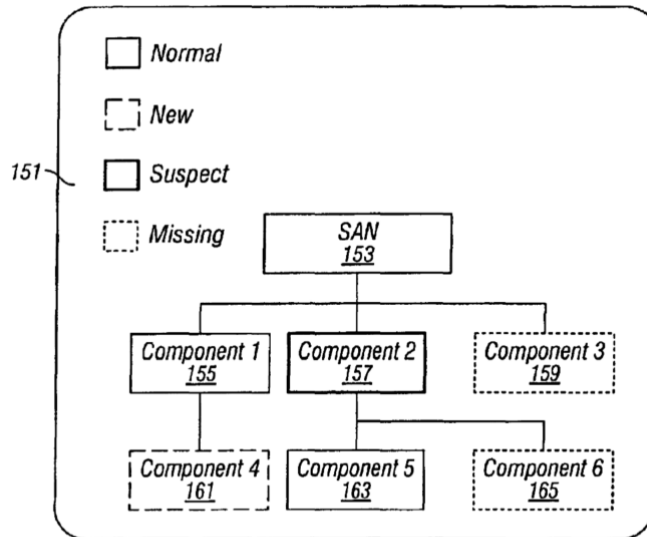 Normal
New
151
Suspect
Missing
SAN
153
Component 1
155
Component 2
157
Component 3
159
Component 4
161
Component 5
163
Component 6
165